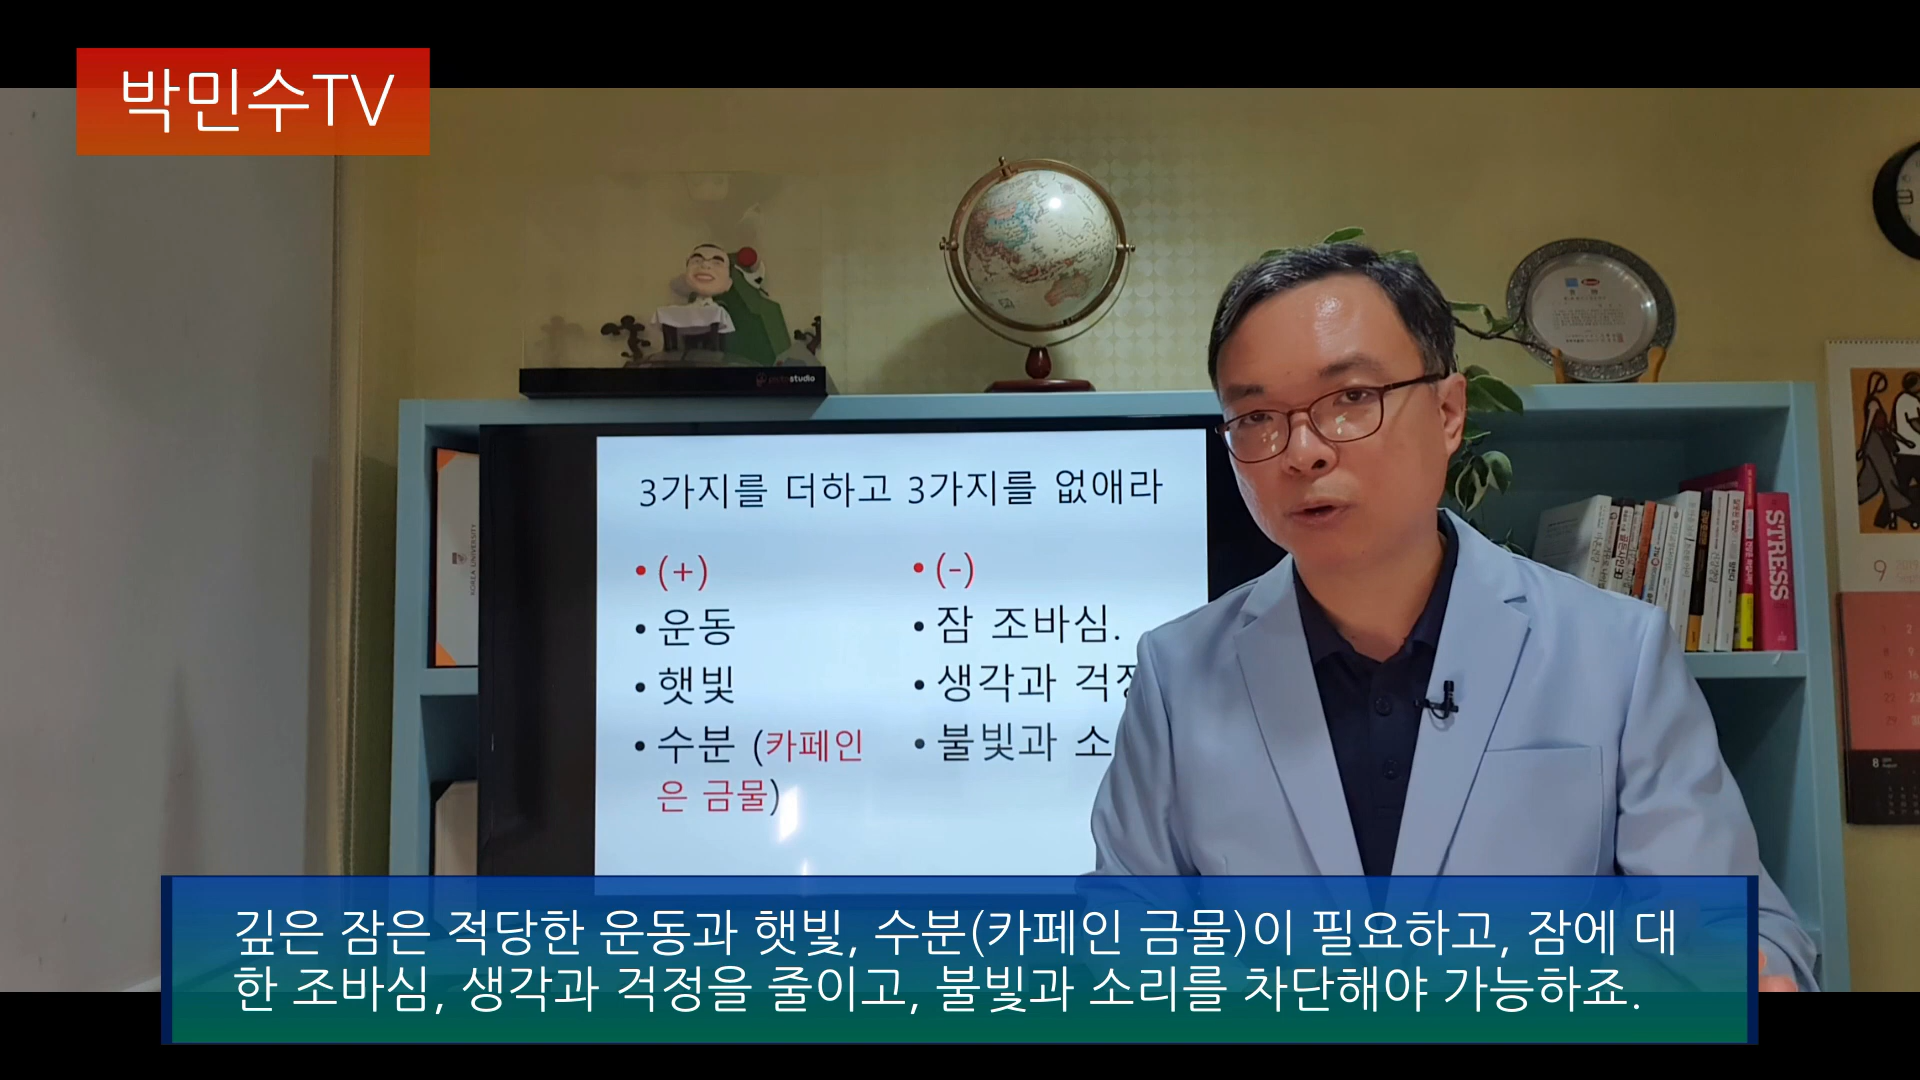 박민수TV
3가지를 더하고 3가지를 없애라
• (+)
• 운동
• 햇빛
• 수분 (카페인
은 금물)
• (-)
• 잠 조바심.
• 생각과
• 불빛과
studio
KOREA UNIVERSITY
STRESS
9
8
깊은 잠은 적당한 운동과 햇빛, 수분(카페인 금물)이 필요하고, 잠에 대
한 조바심, 생각과 걱정을 줄이고, 불빛과 소리를 차단해야 가능하죠.